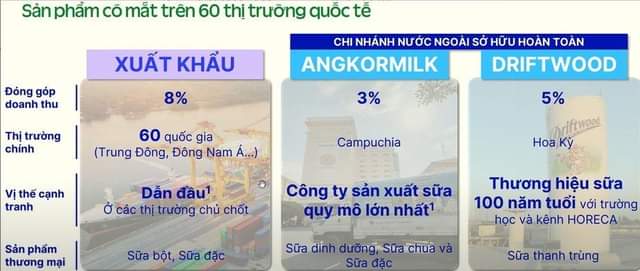 Sản phẩm có mắt trên 60 thị trường quốc tế
CHI NHÁNH NƯỚC NGOÀI SỞ HỮU HOÀN TOÀN
XUẤT KHẨU
ANGKORMILK
DRIFTWOOD
Đóng góp
doanh thu
8%
3%
5%
Thị trường
chính
60 quốc gia
(Trung Đông, Đông Nam Á...)
Campuchia
Hoa Kỳ
Driftwood
Vị thế cạnh
tranh
Dẫn đầu¹
Ở các thị trường chủ chốt
Công ty sản xuất sữa
quy mô lớn nhất¹
Thương hiệu sữa
100 năm tuổi với trường
học và kênh HORECA
Sản phẩm
thương mại
Sữa bột, Sữa đặc
Sữa dinh dưỡng, Sữa chua và
Sữa đặc
Sữa thanh trùng